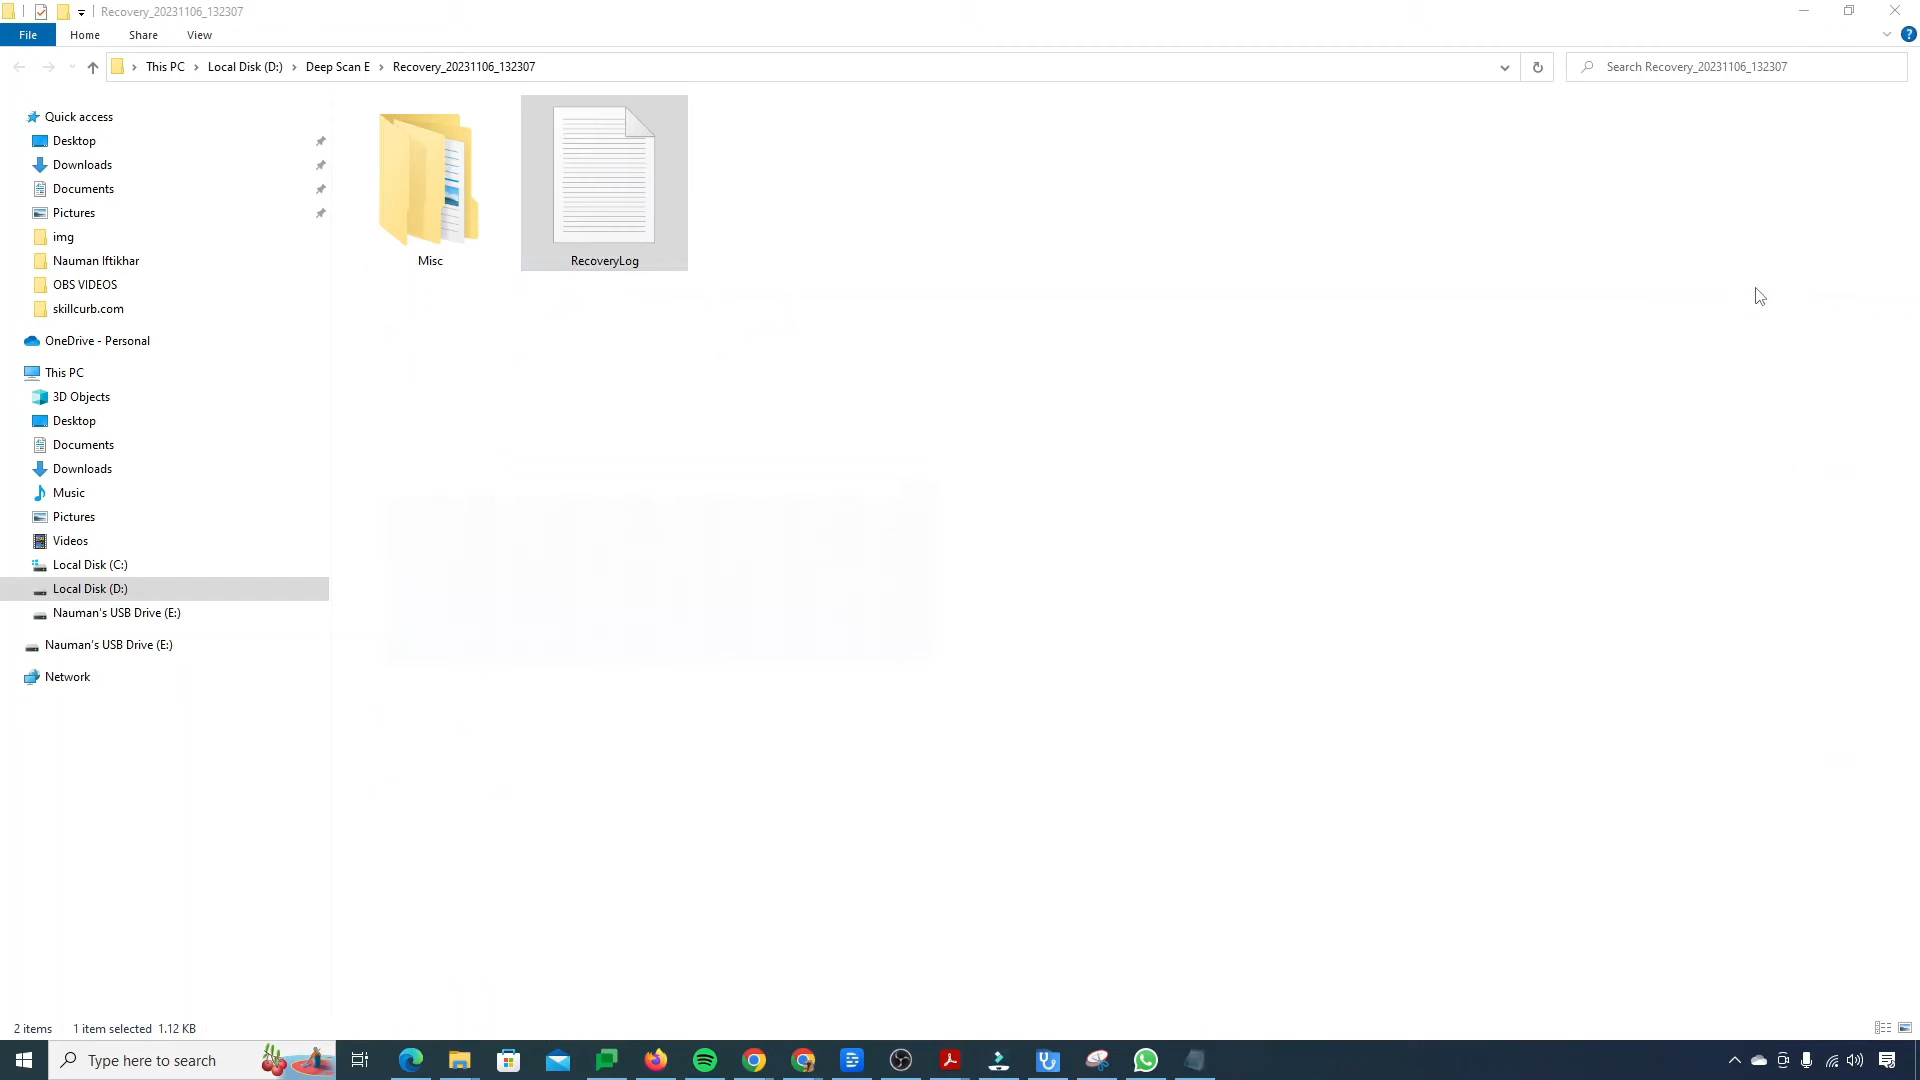 Recovery_20231106_132307
File Home Share View
This PC Local Disk (D:) Deep Scan E Recovery_20231106_132307
Search Recovery_20231106_132307
Quick access
Desktop
Downloads
Documents
Pictures
img
Nauman Iftikhar
OBS VIDEOS
skillcurb.com
OneDrive - Personal
This PC
3D Objects
Desktop
Documents
Downloads
Music
Pictures
Videos
Local Disk (C:)
Local Disk (D:)
Nauman's USB Drive (E:)
Nauman's USB Drive (E:)
Network
Misc
RecoveryLog
2 items 1 item selected 1.12 KB
Type here to search